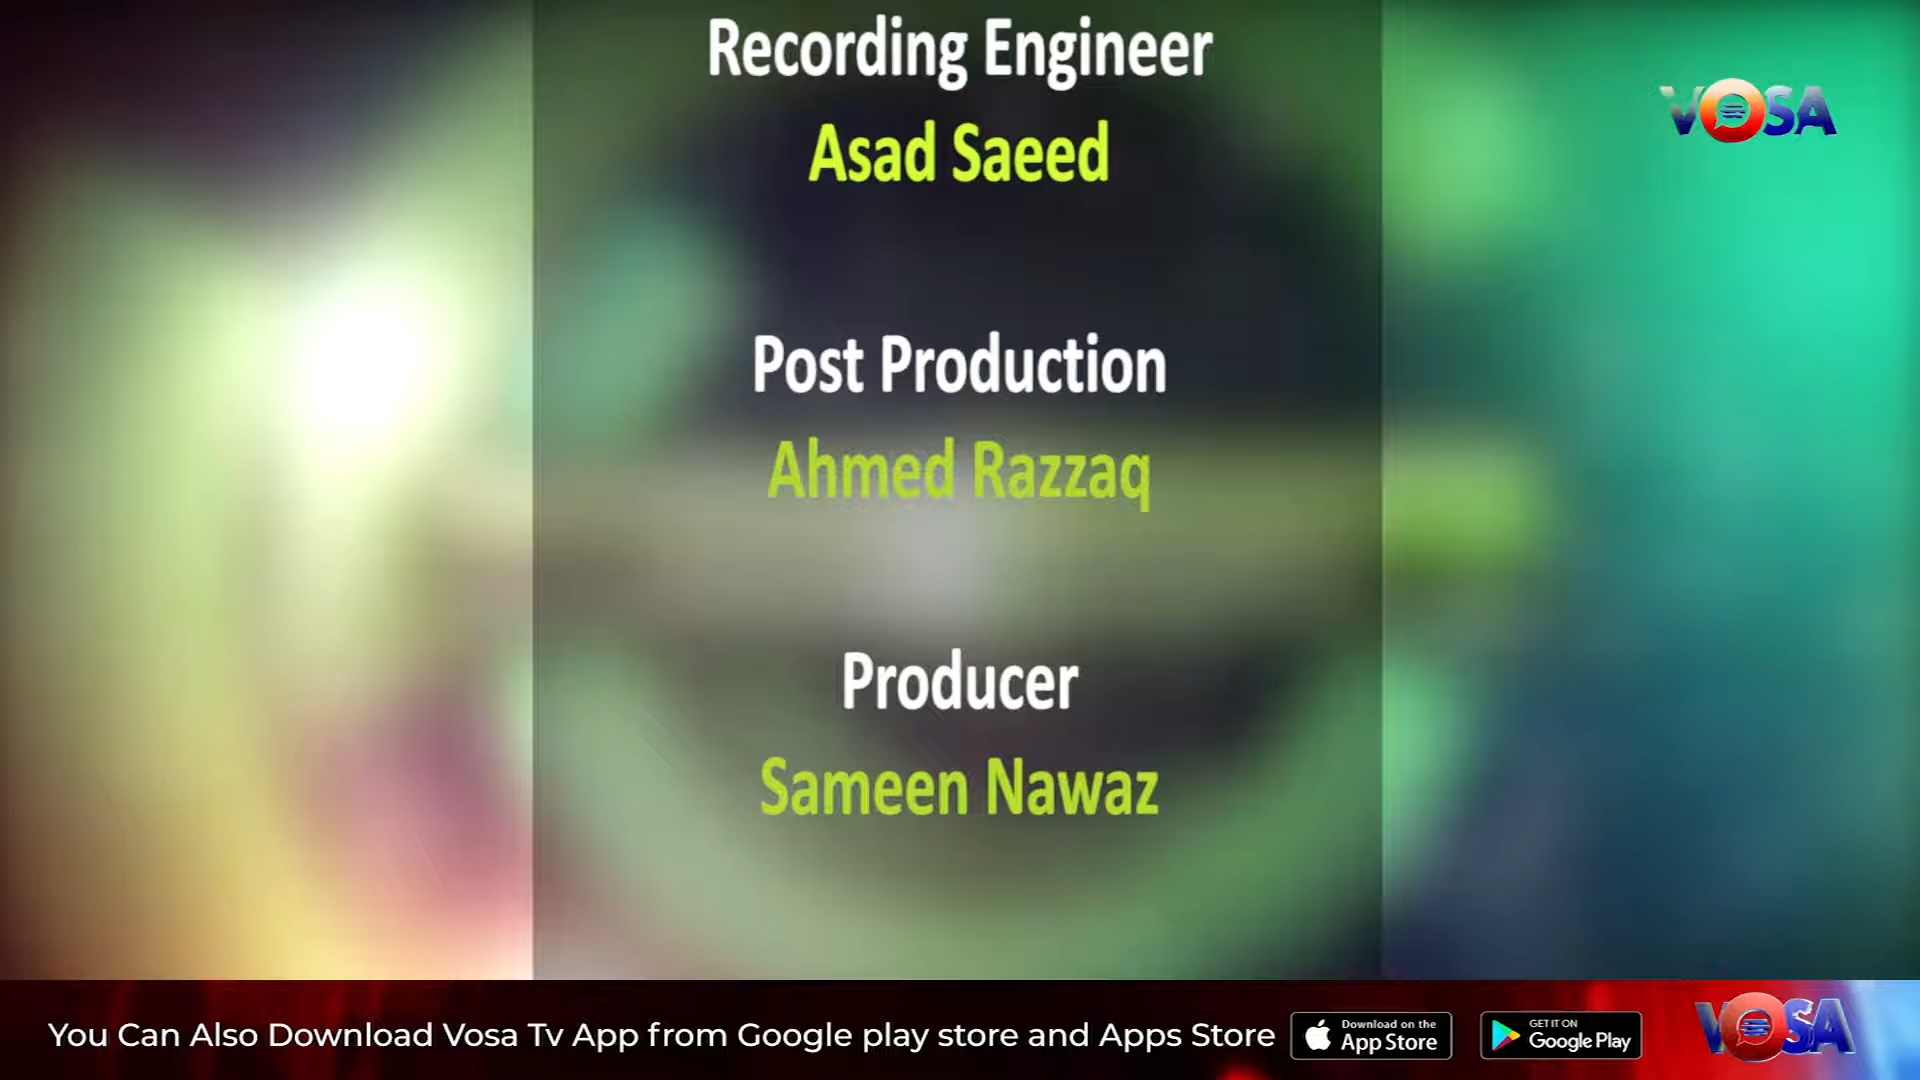 Recording Engineer
Asad Saeed
VOSA
Post Production
Ahmed Razzaq
Producer
Sameen Nawaz
You Can Also Download Vosa Tv App from Google play store and Apps Store
Download on the
App Store
GET IT ON
Google Play
VOSA